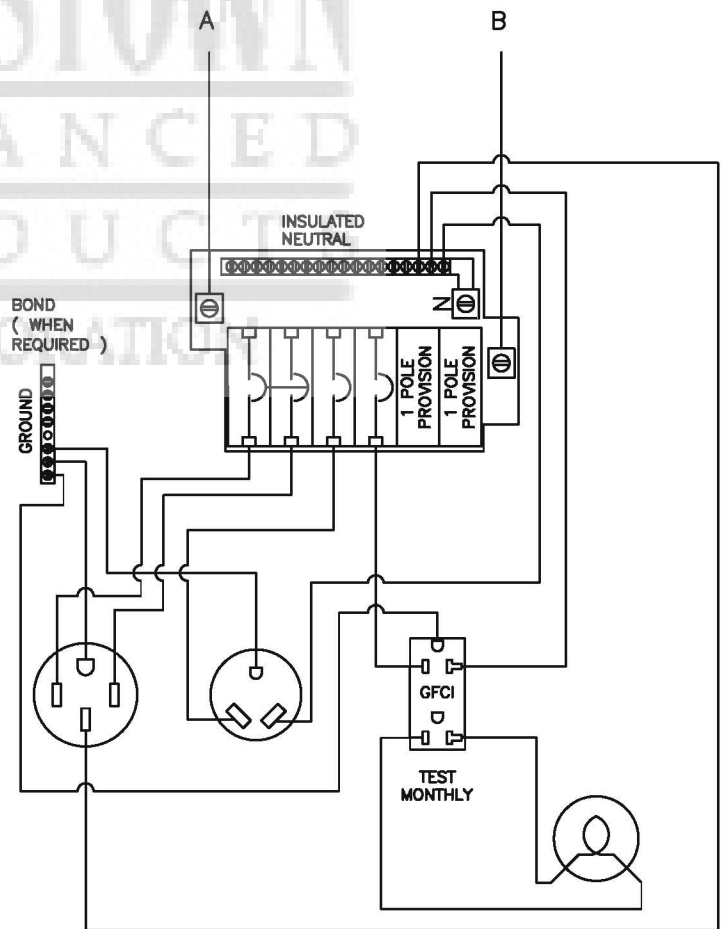 A
B
A N C E D
D U C T
INSULATED
NEUTRAL
N
BOND
( WHEN
REQUIRED )
GROUND
1 POLE
PROVISION
1 POLE
PROVISION
GFCI
TEST
MONTHLY